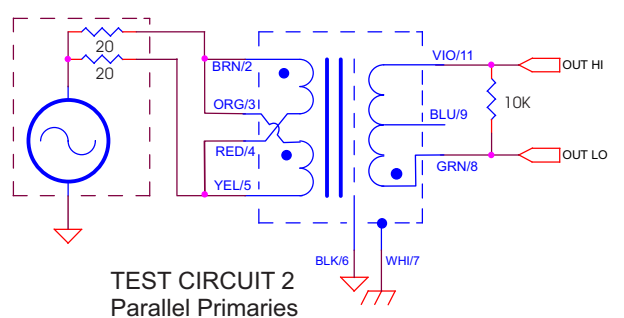 20
20
BRN/2
ORG/3
RED/4
YEL/5
VIO/11
BLU/9
GRN/8
10K
OUT HI
OUT LO
BLK/6
WHI/7
TEST CIRCUIT 2
Parallel Primaries